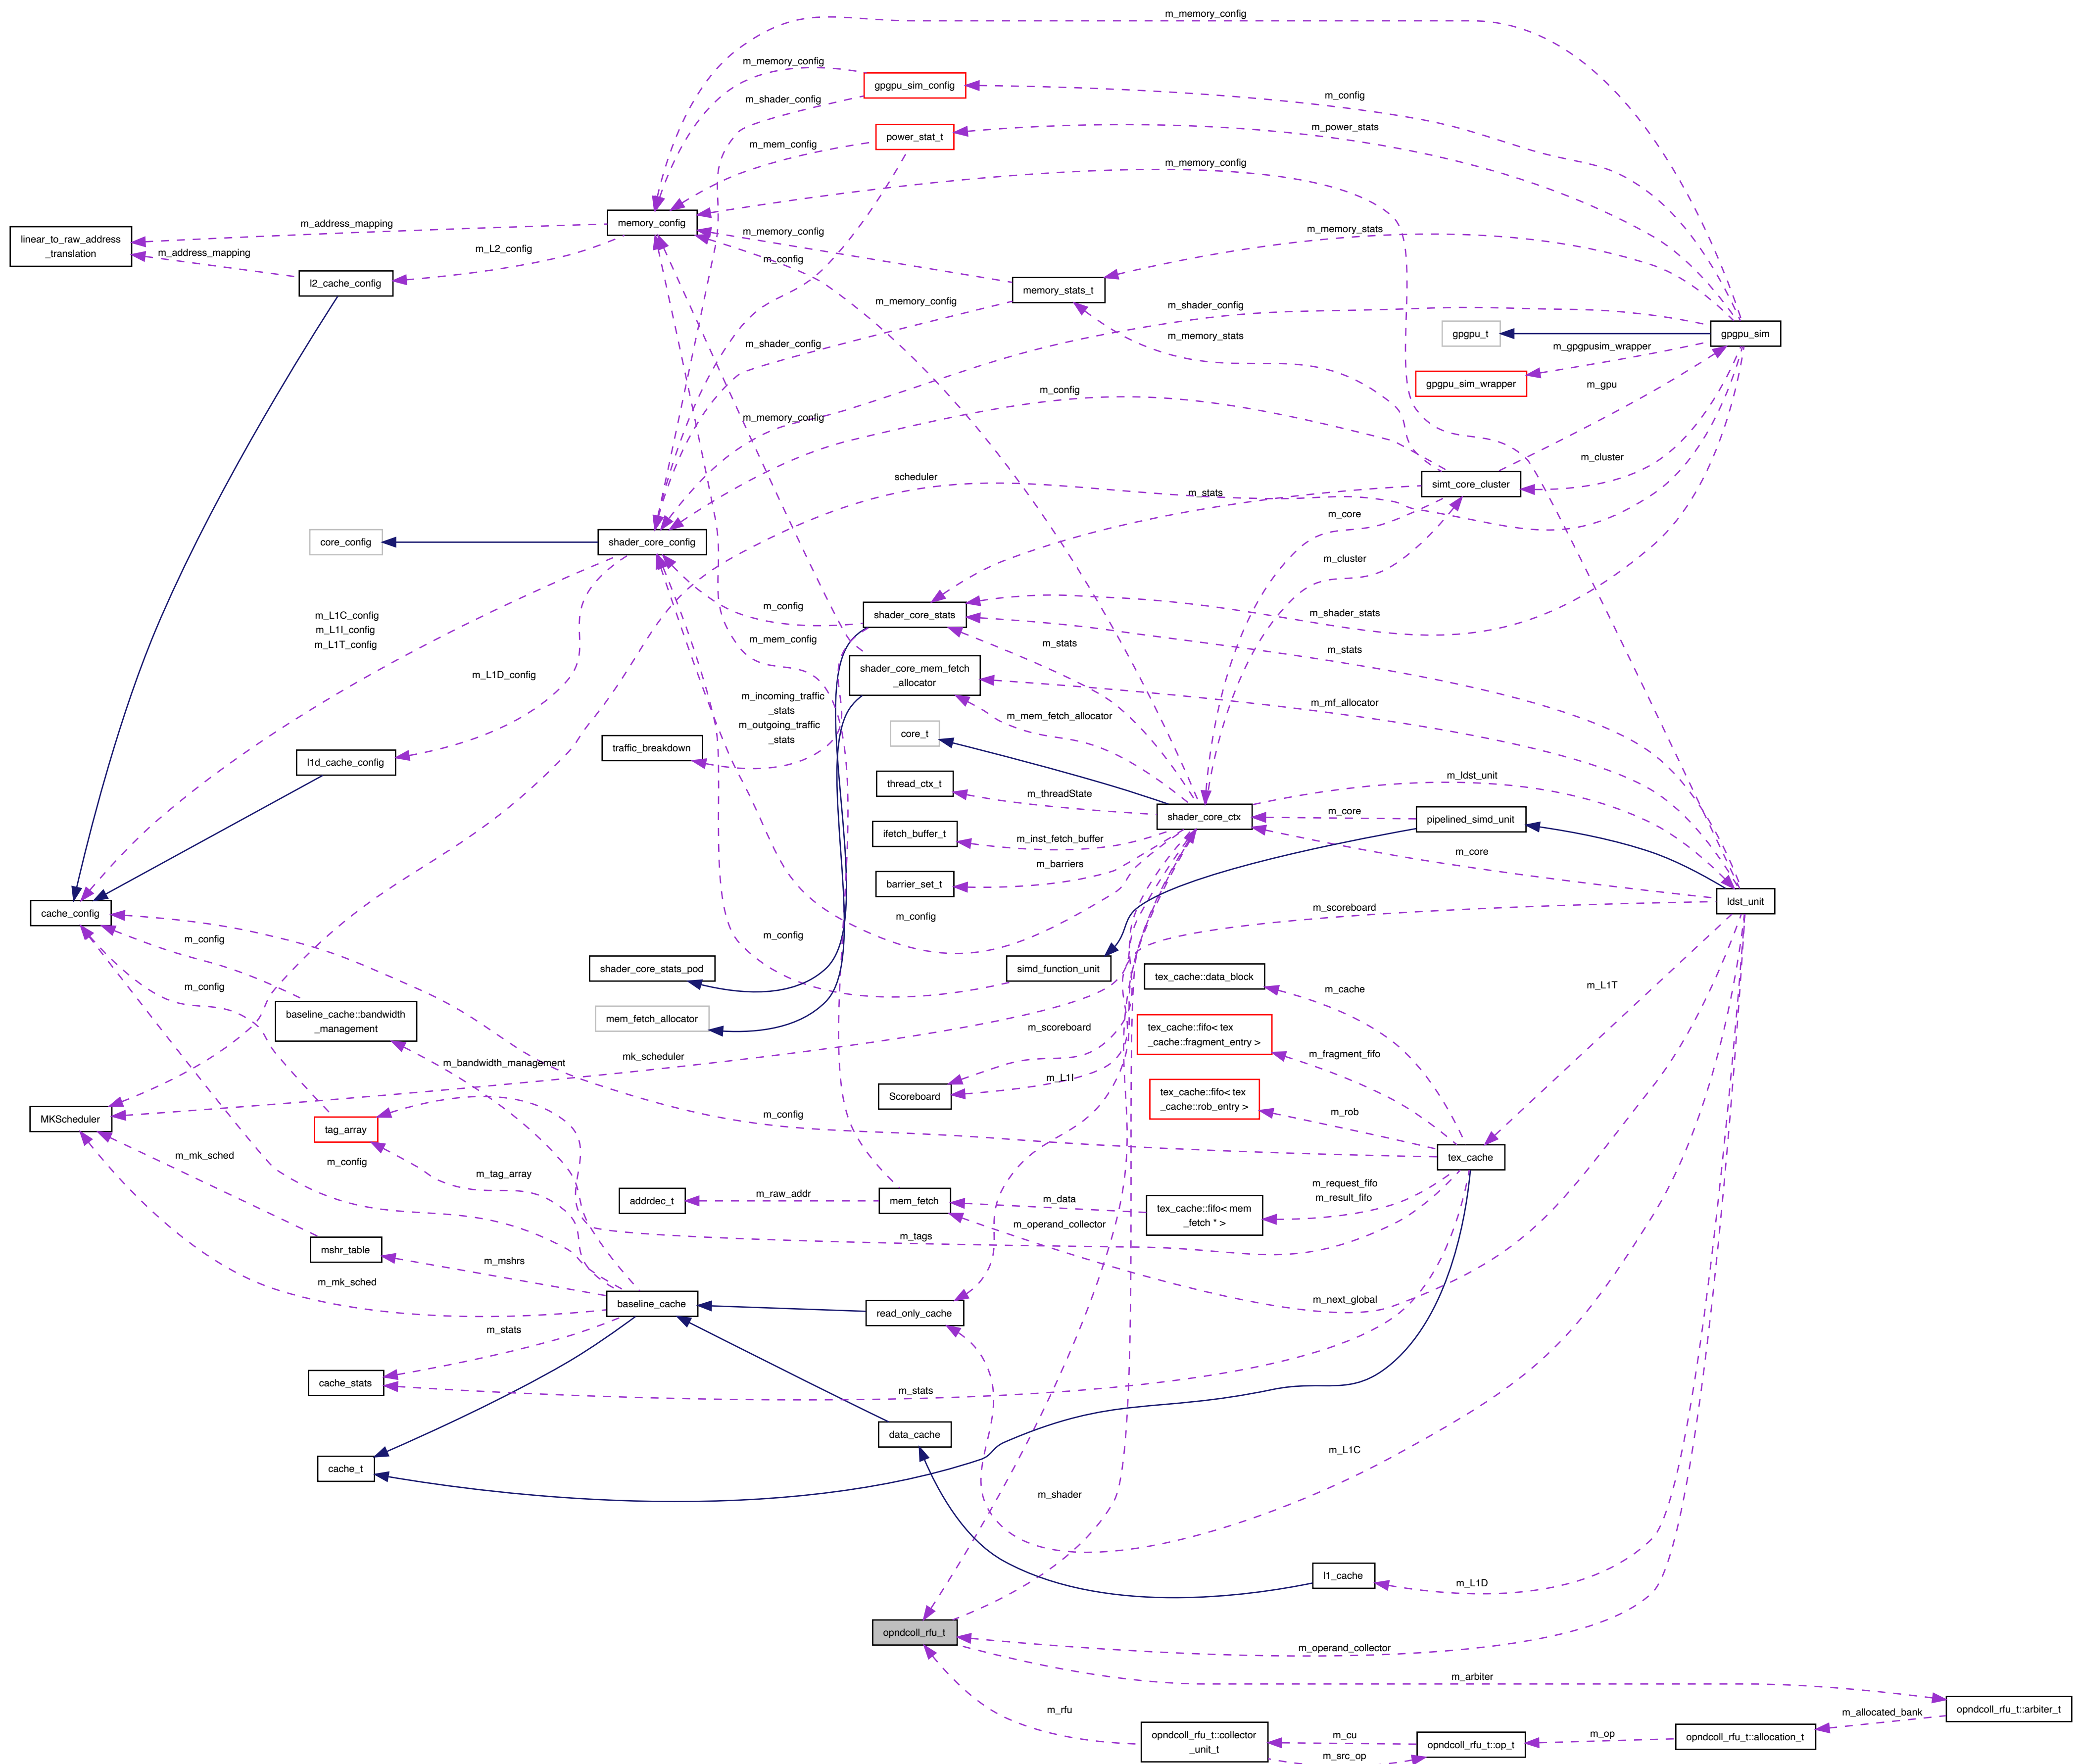 m_memory_config
m_memory_config
gpgpu_sim_config
m_config
m_shader_config
m_power_stats
power_stat_t
m_mem_config
m_memory_config
memory_config
m_address_mapping
linear_to_raw_address
_translation
m_address_mapping
m_L2_config
m_memory_config
m_memory_stats
m_config
l2_cache_config
memory_stats_t
m_memory_config
m_shader_config
gpgpu_t
gpgpu_sim
m_memory_stats
m_shader_config
m_gpgpusim_wrapper
gpgpu_sim_wrapper
m_gpu
m_config
m_memory_config
m_cluster
scheduler
simt_core_cluster
m_stats
m_core
core_config
shader_core_config
m_cluster
m_config
shader_core_stats
m_shader_stats
m_L1C_config
m_L1I_config
m_L1T_config
m_mem_config
m_stats
m_stats
shader_core_mem_fetch
_allocator
m_L1D_config
m_incoming_traffic
_stats
m_outgoing_traffic
_stats
m_mf_allocator
m_mem_fetch_allocator
core_t
traffic_breakdown
l1d_cache_config
thread_ctx_t
m_threadState
m_ldst_unit
shader_core_ctx
m_core
pipelined_simd_unit
ifetch_buffer_t
m_inst_fetch_buffer
m_core
m_barriers
barrier_set_t
ldst_unit
cache_config
m_config
m_scoreboard
m_config
m_config
shader_core_stats_pod
simd_function_unit
tex_cache::data_block
m_cache
m_L1T
m_config
baseline_cache::bandwidth
_management
mem_fetch_allocator
m_scoreboard
tex_cache::fifo< tex
_cache::fragment_entry >
m_fragment_fifo
m_bandwidth_management
mk_scheduler
m_L1I
Scoreboard
tex_cache::fifo< tex
_cache::rob_entry >
m_rob
MKScheduler
m_config
tag_array
m_mk_sched
m_config
m_tag_array
tex_cache
m_raw_addr
addrdec_t
mem_fetch
m_data
tex_cache::fifo< mem
_fetch * >
m_request_fifo
m_result_fifo
m_operand_collector
m_tags
mshr_table
m_mshrs
m_mk_sched
baseline_cache
read_only_cache
m_next_global
m_stats
cache_stats
m_stats
data_cache
m_L1C
cache_t
m_shader
l1_cache
m_L1D
opndcoll_rfu_t
m_operand_collector
m_arbiter
m_rfu
opndcoll_rfu_t::collector
_unit_t
m_cu
m_src_op
opndcoll_rfu_t::op_t
m_op
opndcoll_rfu_t::allocation_t
m_allocated_bank
opndcoll_rfu_t::arbiter_t